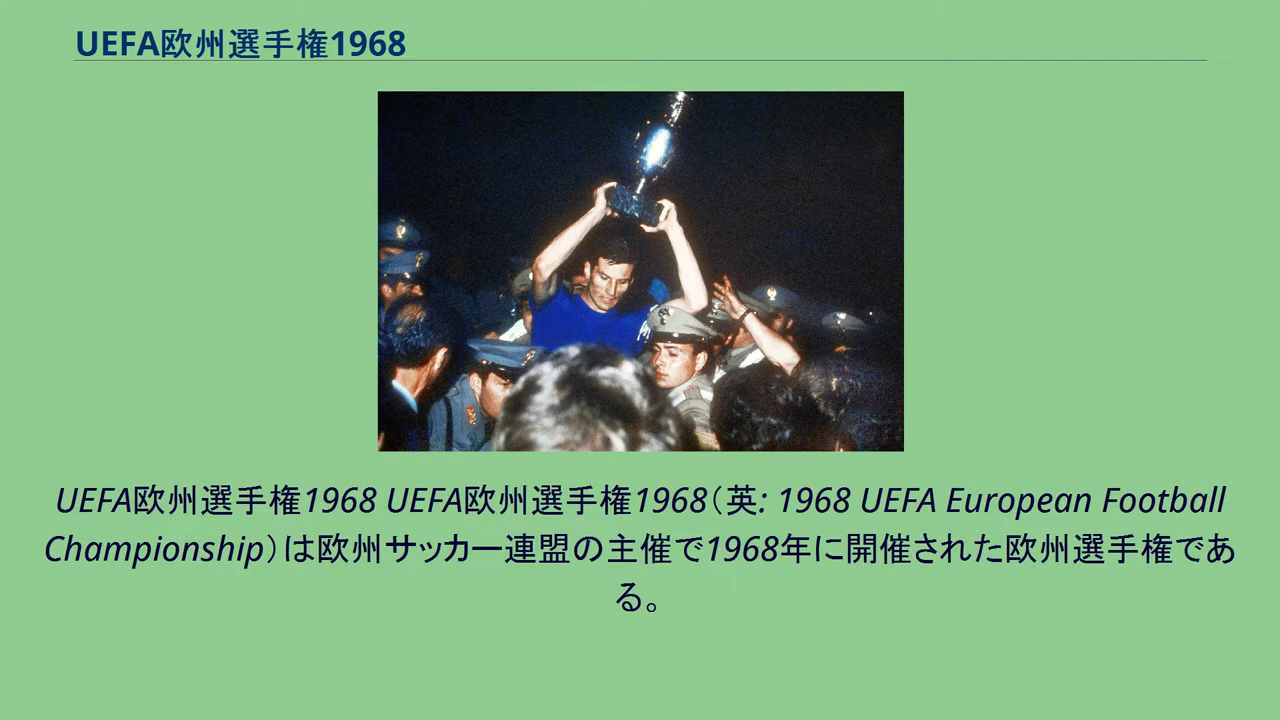 UEFA欧州選手権1968
UEFA欧州選手権1968 UEFA欧州選手権1968（英: 1968 UEFA European Football
Championship）は欧州サッカー連盟の主催で1968年に開催された欧州選手権であ
る。